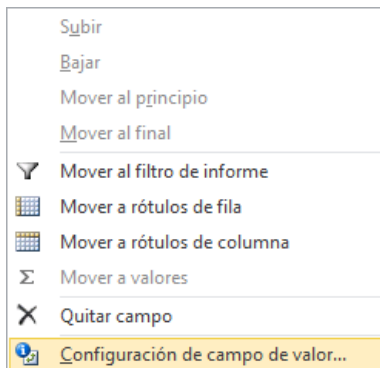 Subir
Bajar
Mover al principio
Mover al final
Mover al filtro de informe
Mover a rótulos de fila
Mover a rótulos de columna
Σ Mover a valores
Quitar campo
Configuración de campo de valor...